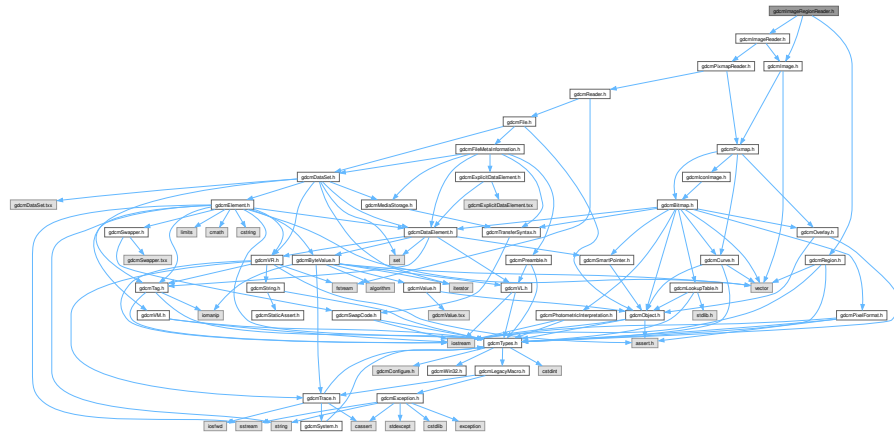 gdcmImageRegionReader.h
gdcmImageReader.h
gdcmPixmapReader.h
gdcmImage.h
gdcmReader.h
gdcmFile.h
gdcmFileMetaInformation.h
gdcmPixmap.h
gdcmDataSet.h
gdcmExplicitDataElement.h
gdcmIconImage.h
gdcmDataSet.txx
gdcmElement.h
gdcmMediaStorage.h
gdcmExplicitDataElement.txx
gdcmBitmap.h
gdcmSwapper.h
limits
cmath
cstring
gdcmDataElement.h
gdcmTransferSyntax.h
gdcmOverlay.h
gdcmSwapper.txx
gdcmVR.h
gdcmByteValue.h
set
gdcmPreamble.h
gdcmSmartPointer.h
gdcmCurve.h
gdcmRegion.h
gdcmTag.h
gdcmString.h
fstream
algorithm
gdcmValue.h
iterator
gdcmVL.h
gdcmLookupTable.h
vector
iomanip
gdcmVM.h
gdcmStaticAssert.h
gdcmSwapCode.h
gdcmValue.txx
gdcmPhotometricInterpretation.h
gdcmObject.h
stdlib.h
gdcmPixelFormat.h
iostream
gdcmTypes.h
assert.h
gdcmConfigure.h
gdcmWin32.h
gdcmLegacyMacro.h
cstdint
gdcmTrace.h
gdcmException.h
iosfwd
sstream
string
gdcmSystem.h
cassert
stdexcept
cstdlib
exception